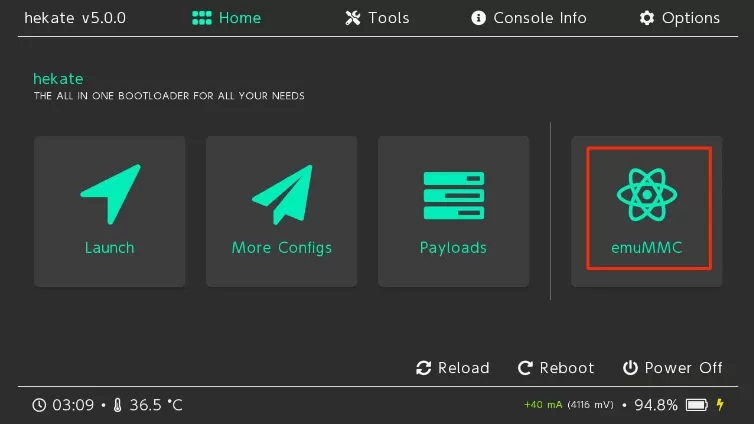 hekate v5.0.0 Home Tools Console Info Options
hekate
THE ALL IN ONE BOOTLOADER FOR ALL YOUR NEEDS
Launch More Configs Payloads emuMMC
Reload Reboot Power Off
03:09 • 36.5 °C +40 mA (4116 mV) • 94.8%